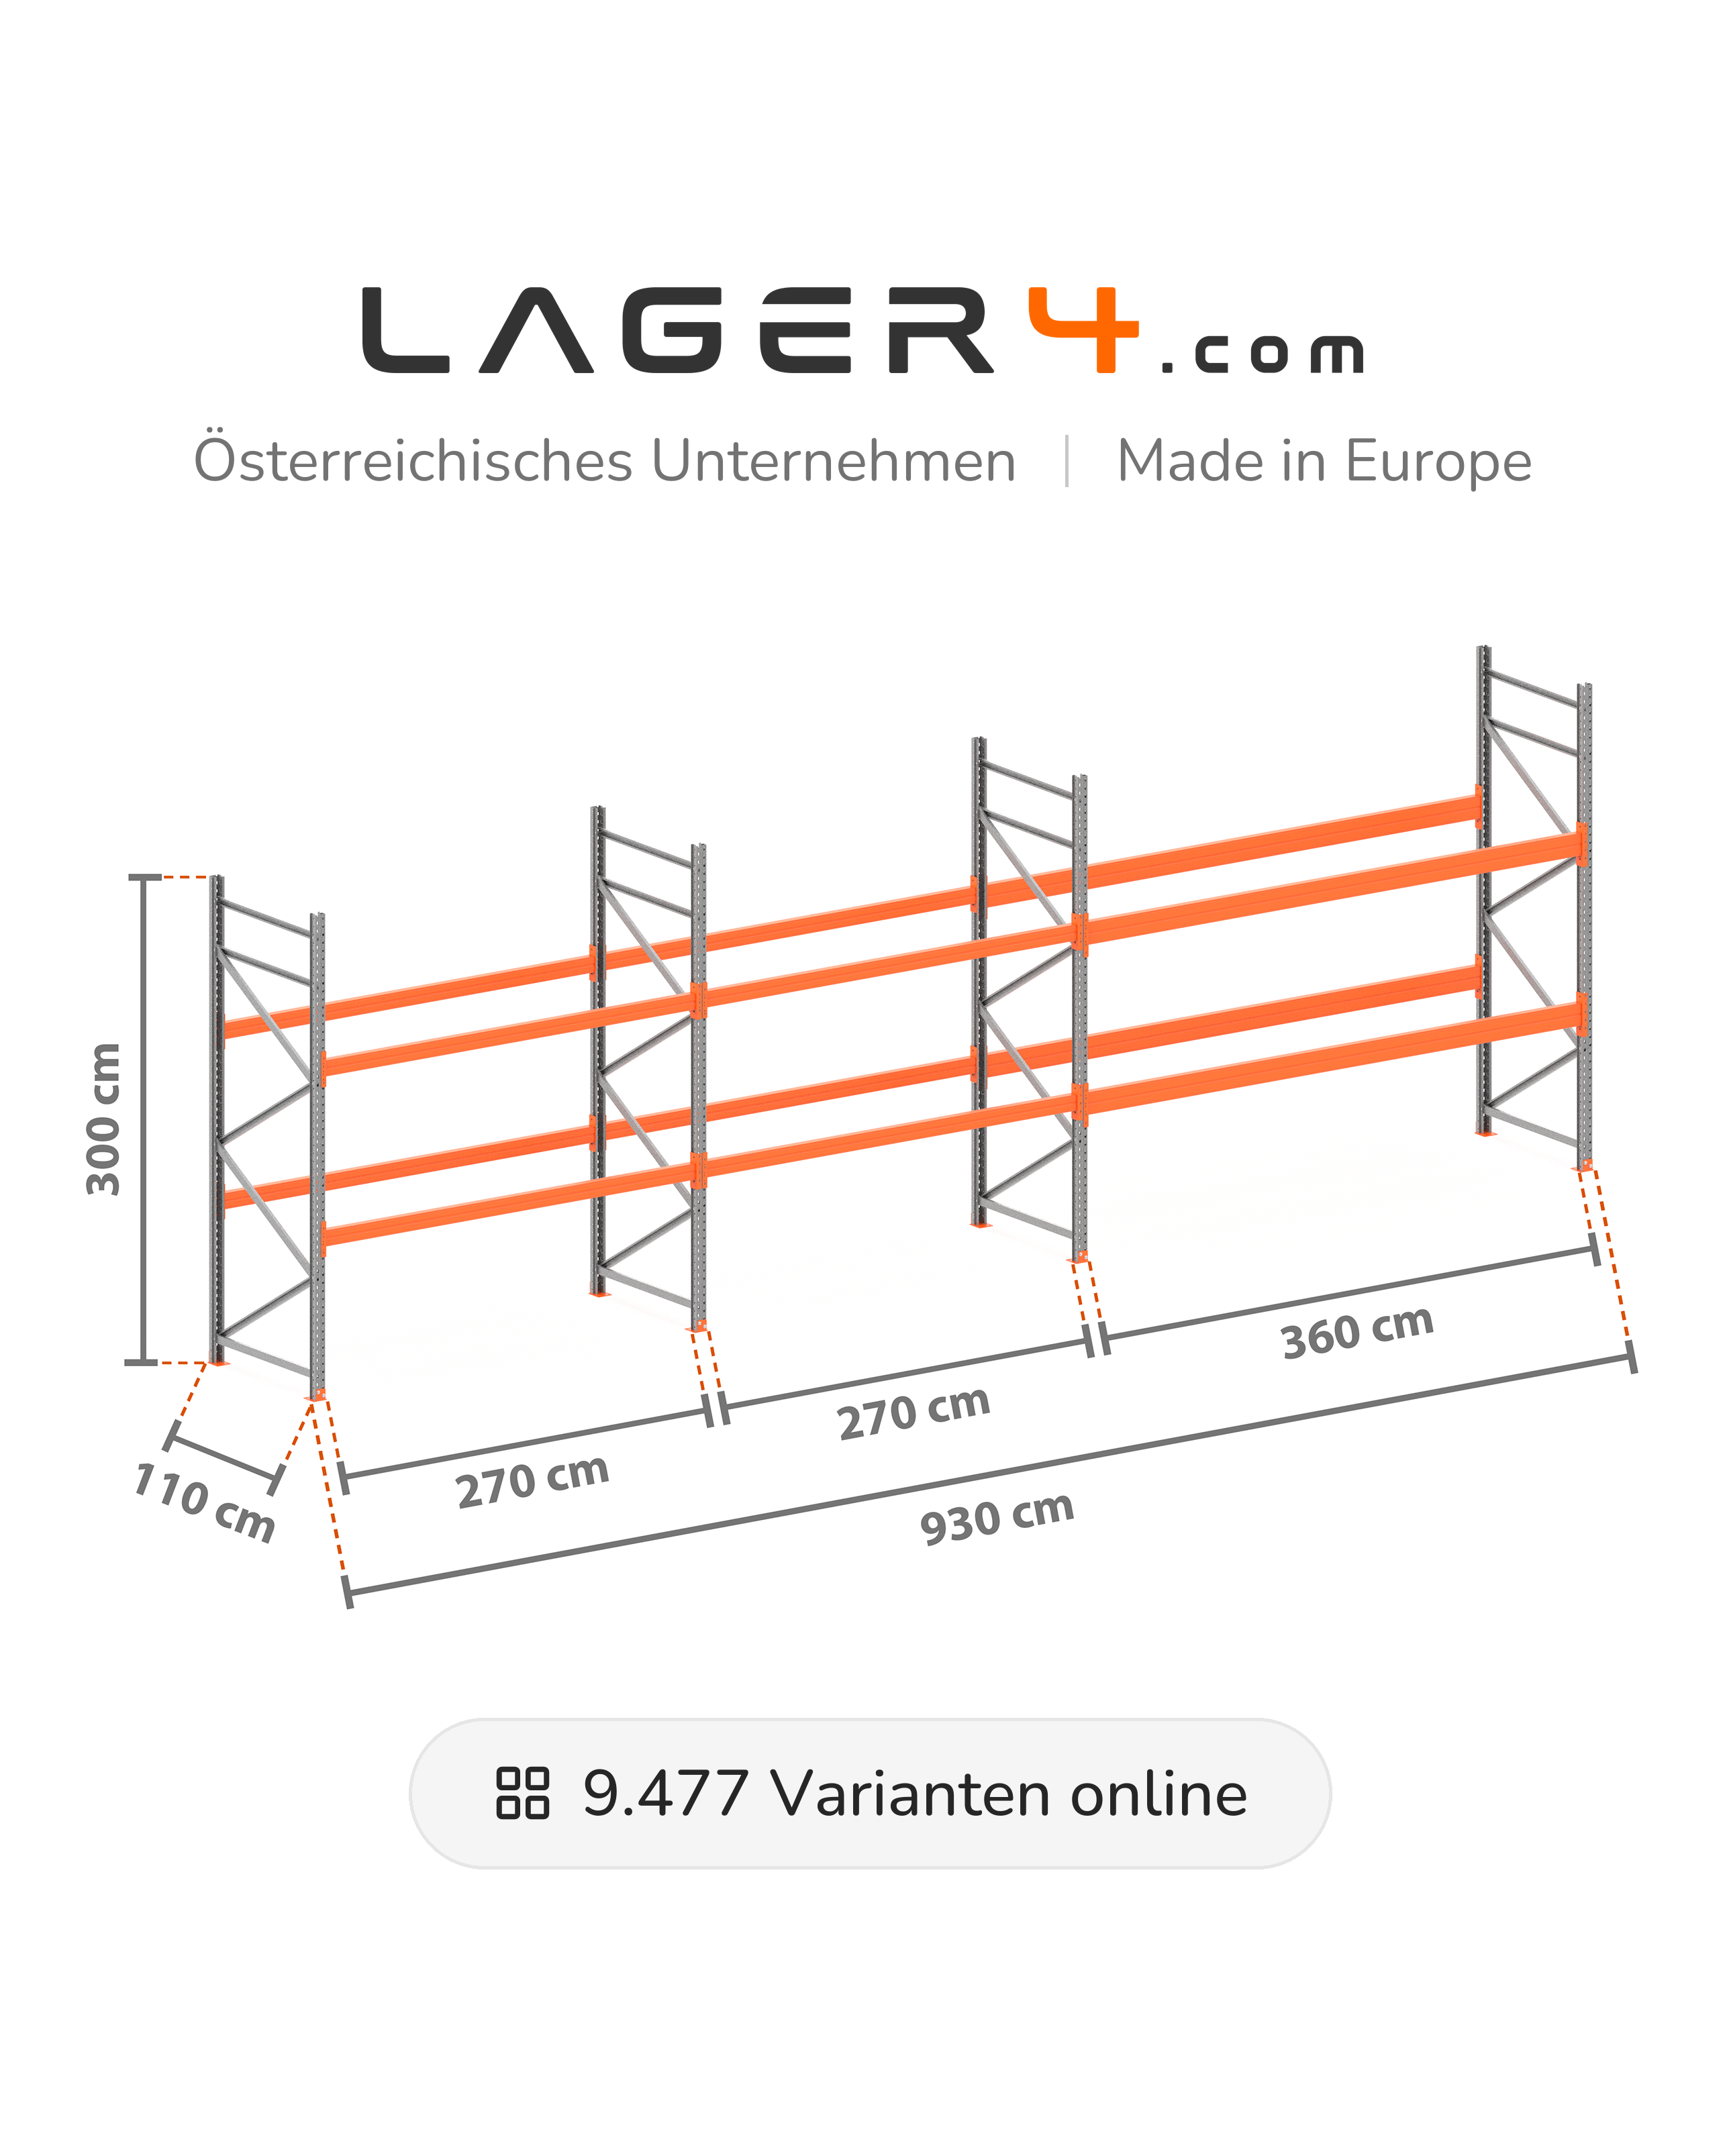 LAGER4.com
Österreichisches Unternehmen | Made in Europe
300 cm
110 cm
270 cm
270 cm
360 cm
930 cm
9.477 Varianten online